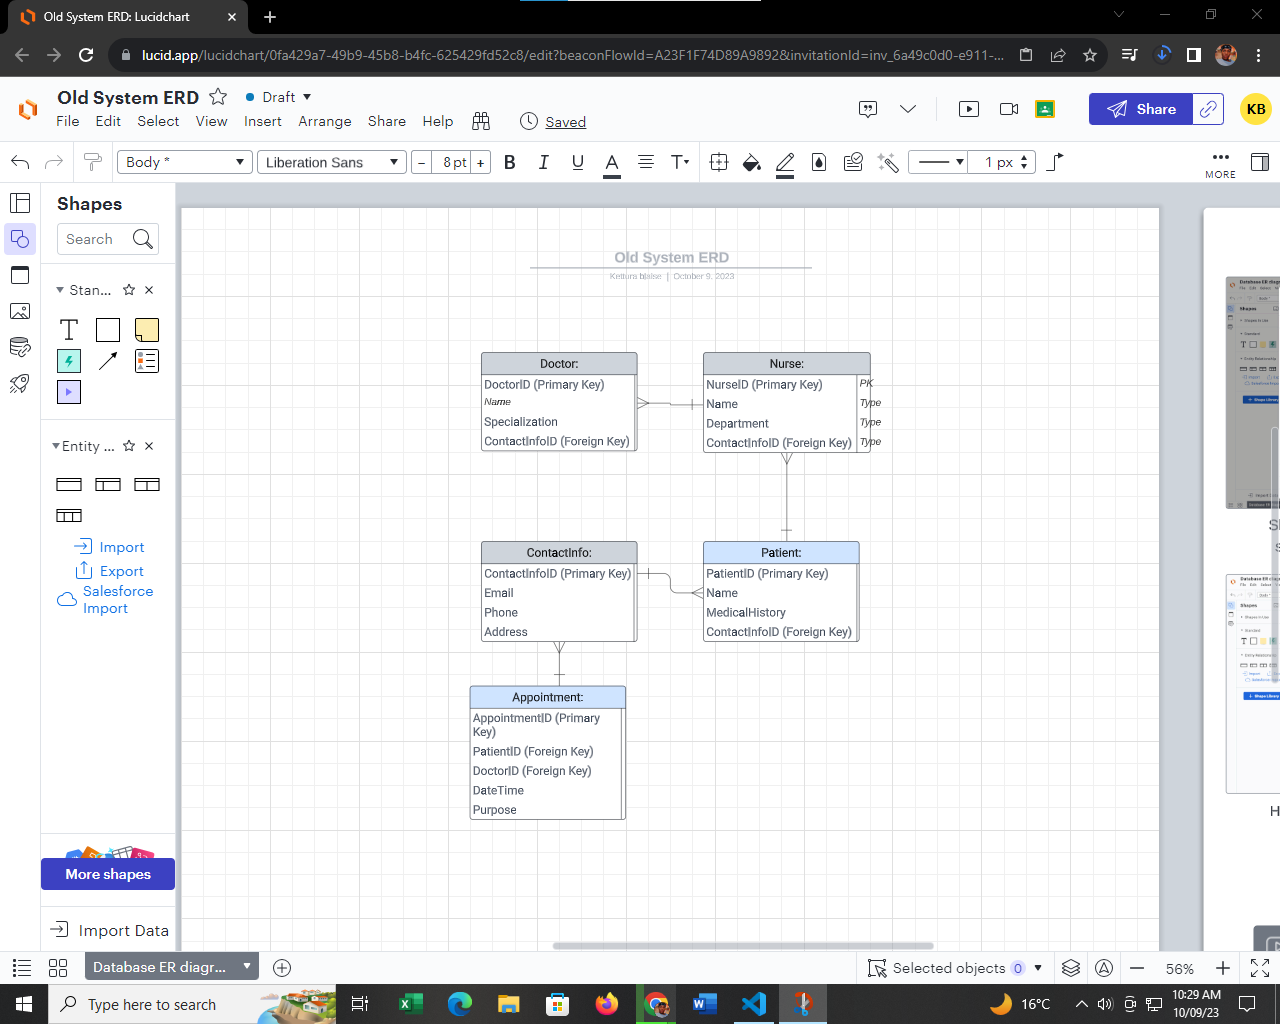 Old System ERD: Lucidchart
lucid.app/lucidchart/0fa429a7-49b9-45b8-b4fc-625429fd52c8/edit?beaconFlowId=A23F1F74D89A9892&invitationId=inv_6a49c0d0-e911-...
Old System ERD
Draft
File Edit Select View Insert Arrange Share Help Saved
Share
KB
Body *
Liberation Sans
− 8 pt +
B I U A T
1 px
MORE
Shapes
Search
Stan...
T
Entity ...
Import
Export
Salesforce
Import
More shapes
Import Data
Old System ERD
Kettura blaise | October 9, 2023
Doctor:
DoctorID (Primary Key)
Name
Specialization
ContactInfoID (Foreign Key)
Nurse:
NurseID (Primary Key) PK
Name Type
Department Type
ContactInfoID (Foreign Key) Type
ContactInfo:
ContactInfoID (Primary Key)
Email
Phone
Address
Patient:
PatientID (Primary Key)
Name
MedicalHistory
ContactInfoID (Foreign Key)
Appointment:
AppointmentID (Primary
Key)
PatientID (Foreign Key)
DoctorID (Foreign Key)
DateTime
Purpose
Database ER diagr...
Selected objects 0
56%
Type here to search
16°C
10:29 AM
10/09/23